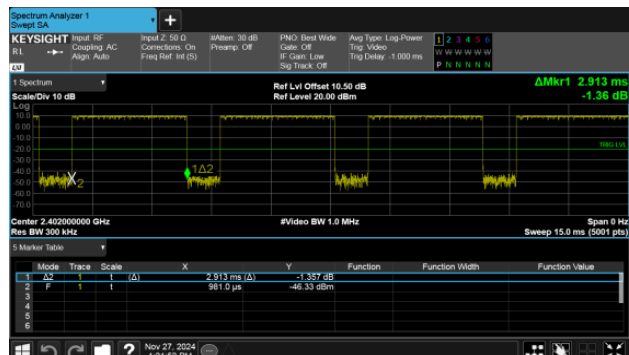 Spectrum Analyzer 1
Swept SA
+
KEYSIGHT Input: RF Input Z: 50 Ω #Atten: 30 dB PNO: Best Wide Avg Type: Log-Power 1 2 3 4 5 6
RL Coupling: AC Corrections: On Preamp: Off Gate: Off Trig: Video W W W W W W
Align: Auto Freq Ref: Int (S) IF Gain: Low Trig Delay: -1.000 ms P N N N N N
Sig Track: Off
LXI
1 Spectrum Ref Lvl Offset 10.50 dB ΔMkr1 2.913 ms
Scale/Div 10 dB Ref Level 20.00 dBm -1.36 dB
Log
10.0
0.00
-10.0
-20.0 TRIG LVL
-30.0
-40.0 1Δ2
-50.0 X2
-60.0
-70.0
Center 2.402000000 GHz #Video BW 1.0 MHz Span 0 Hz
Res BW 300 kHz Sweep 15.0 ms (5001 pts)
5 Marker Table
Mode Trace Scale X Y Function Function Width Function Value
1 Δ2 1 t (Δ) 2.913 ms (Δ) -1.357 dB
2 F 1 t 981.0 µs -46.33 dBm
3
4
5
6
? Nov 27, 2024